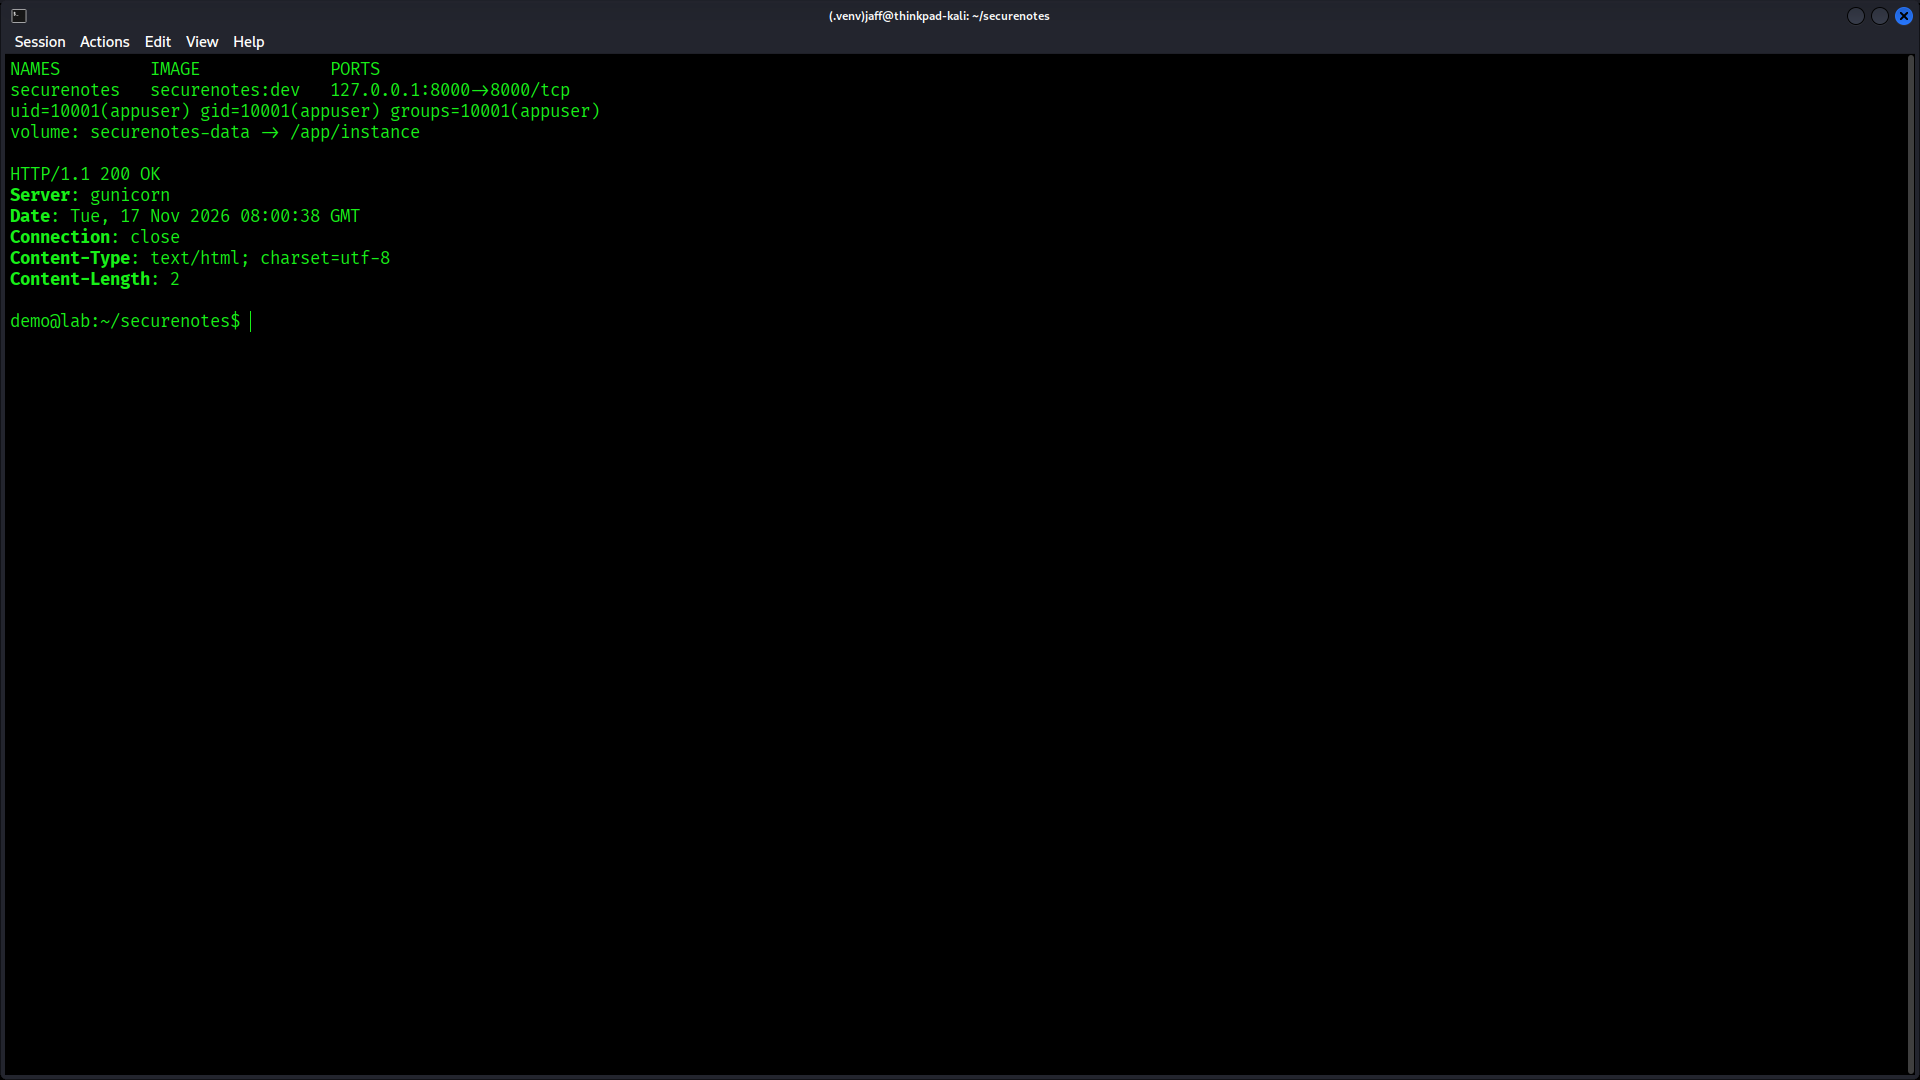 (.venv)jaff@thinkpad-kali: ~/securenotes
Session Actions Edit View Help
NAMES         IMAGE             PORTS
securenotes   securenotes:dev   127.0.0.1:8000->8000/tcp
uid=10001(appuser) gid=10001(appuser) groups=10001(appuser)
volume: securenotes-data -> /app/instance
HTTP/1.1 200 OK
Server: gunicorn
Date: Tue, 17 Nov 2026 08:00:38 GMT
Connection: close
Content-Type: text/html; charset=utf-8
Content-Length: 2
demo@lab:~/securenotes$